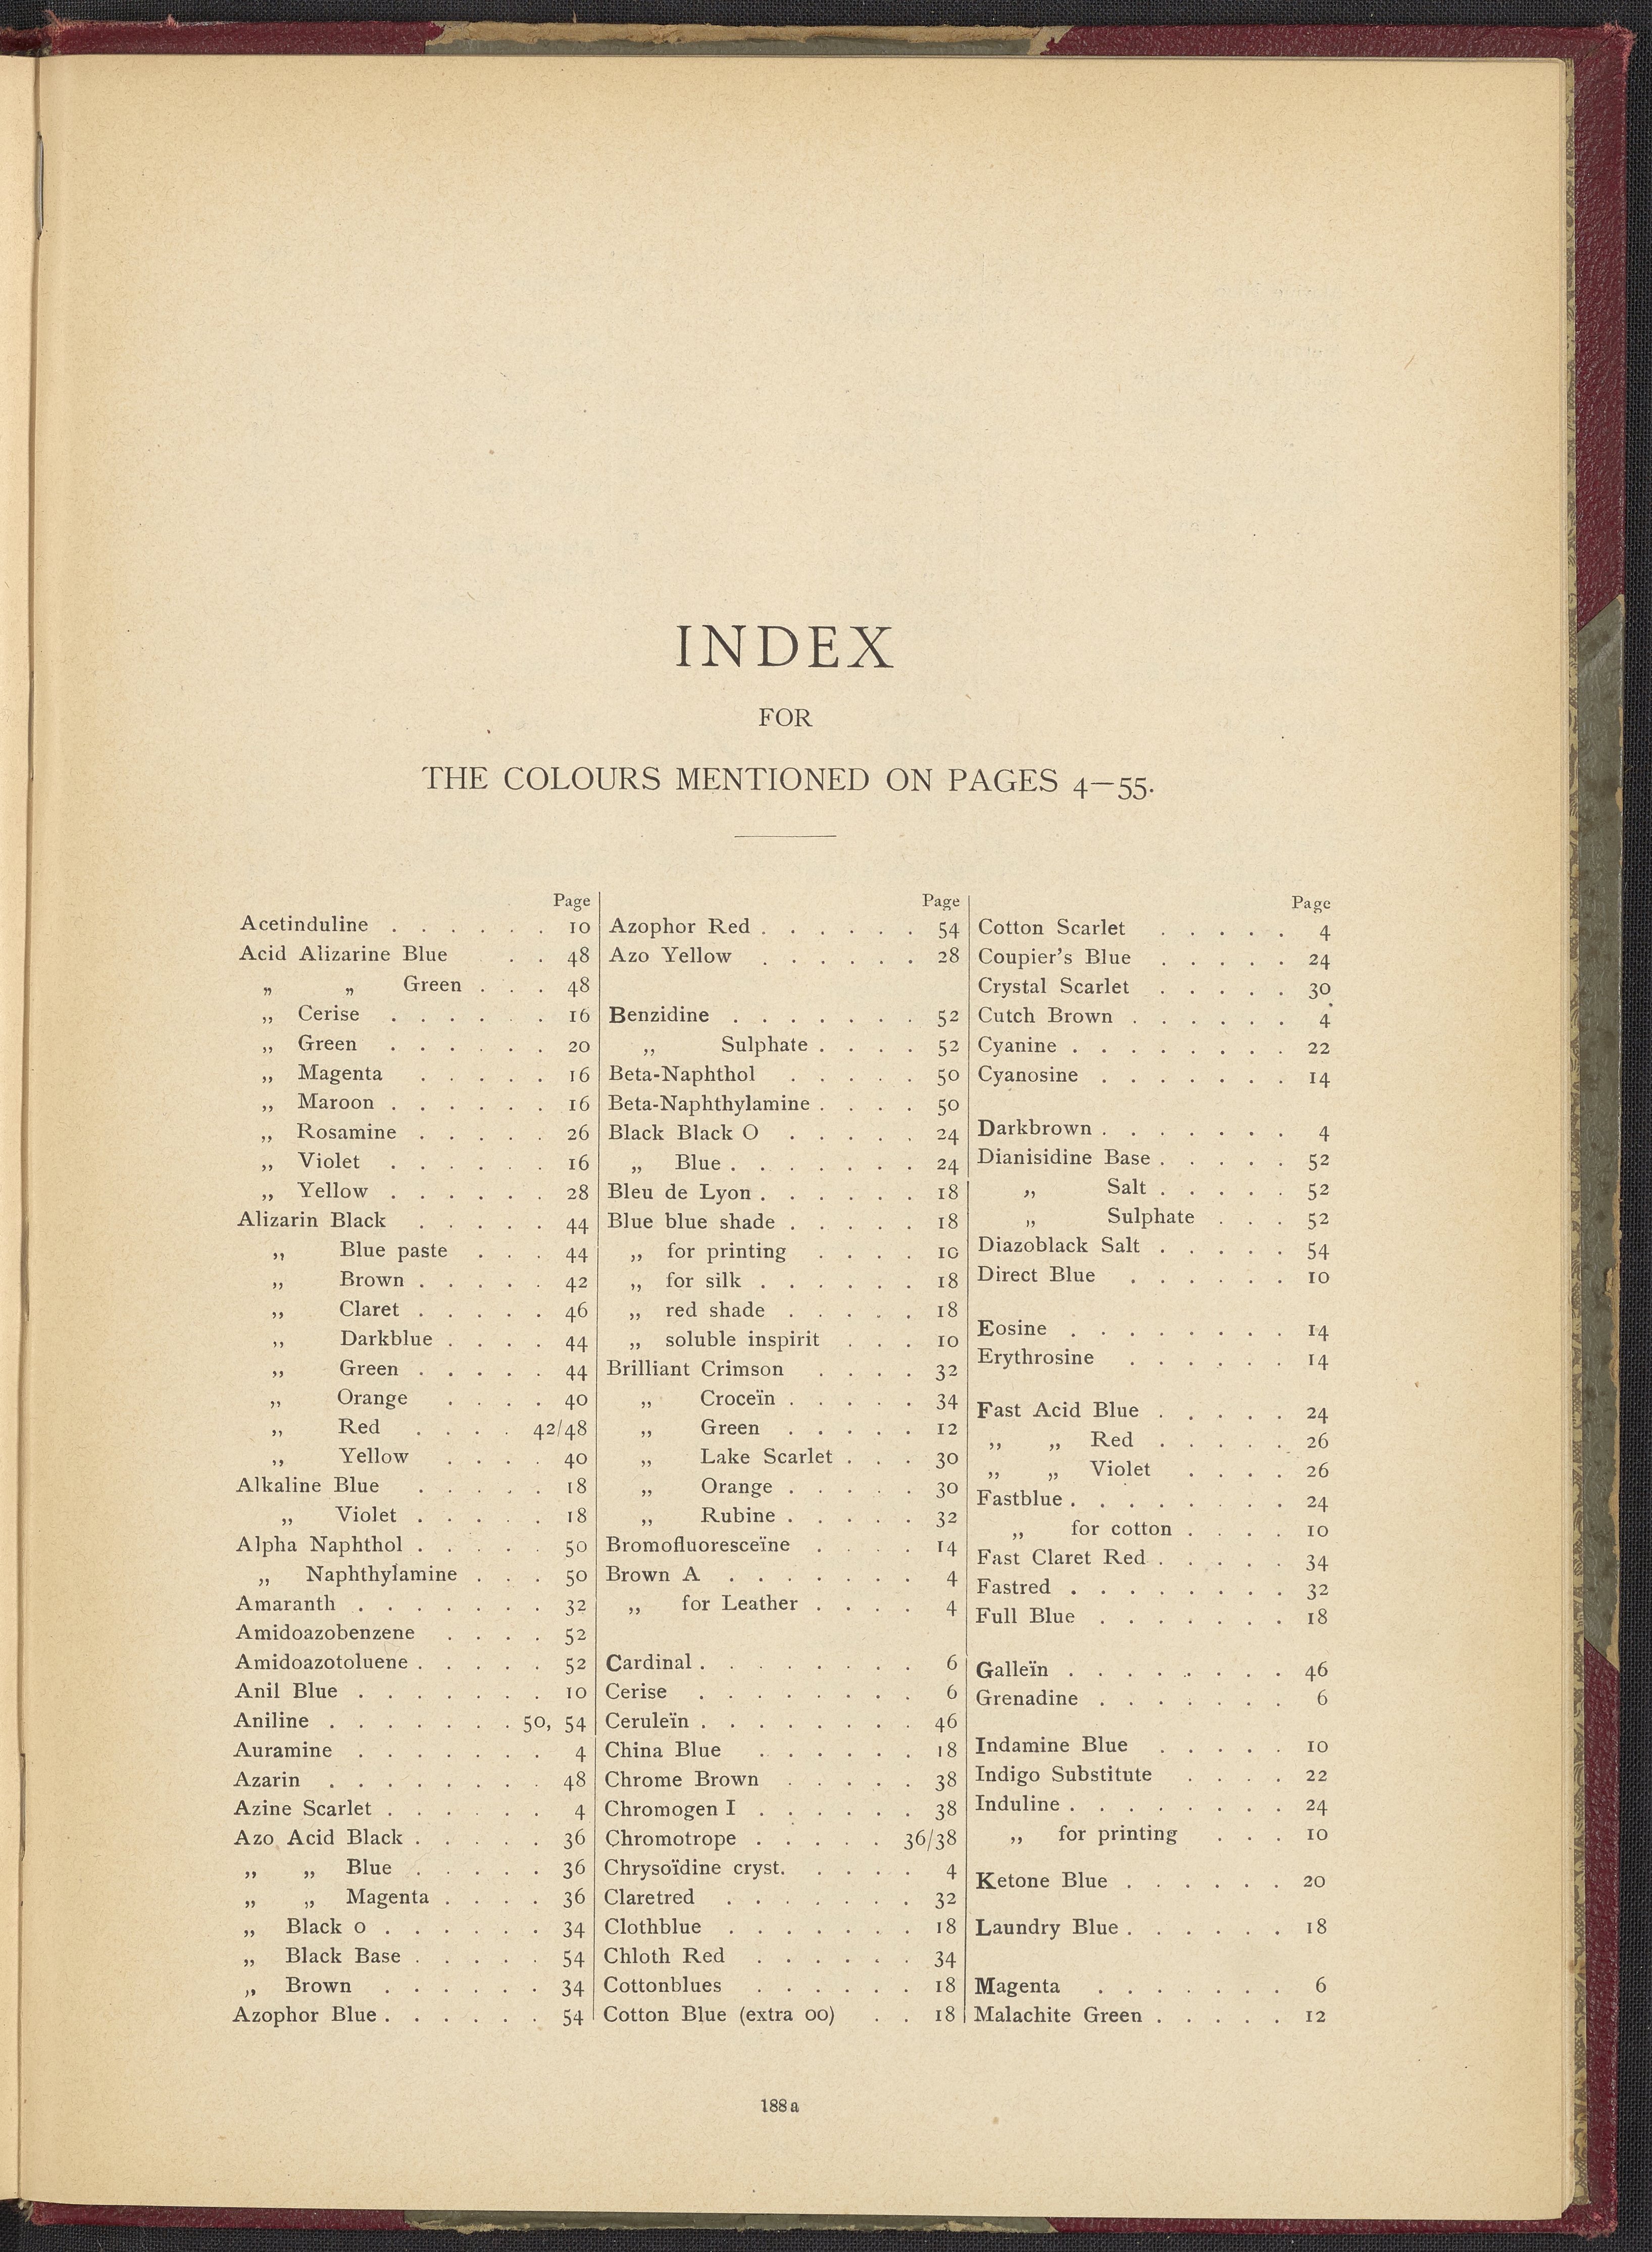 INDEX
FOR
THE COLOURS MENTIONED ON PAGES 4—55.
Page
Acetinduline . . . . . . 10
Acid Alizarine Blue . . 48
„ „ Green . . . 48
„ Cerise . . . . . . 16
„ Green . . . . . . 20
„ Magenta . . . . . 16
„ Maroon . . . . . . 16
„ Rosamine . . . . . 26
„ Violet . . . . . . 16
„ Yellow . . . . . . 28
Alizarin Black . . . . . 44
„ Blue paste . . . 44
„ Brown . . . . . 42
„ Claret . . . . . 46
„ Darkblue . . . . 44
„ Green . . . . . 44
„ Orange . . . . 40
„ Red . . . . 42/48
„ Yellow . . . . 40
Alkaline Blue . . . . . 18
„ Violet . . . . . 18
Alpha Naphthol . . . . . 50
„ Naphthylamine . . . 50
Amaranth . . . . . . . 32
Amidoazobenzene . . . . 52
Amidoazotoluene . . . . . 52
Anil Blue . . . . . . . 10
Aniline . . . . . . . 50, 54
Auramine . . . . . . . 4
Azarin . . . . . . . . 48
Azine Scarlet . . . . . . 4
Azo Acid Black . . . . . 36
„ „ Blue . . . . . 36
„ „ Magenta . . . . 36
„ Black o . . . . . . 34
„ Black Base . . . . . 54
„ Brown . . . . . . 34
Azophor Blue . . . . . . 54
Page
Azophor Red . . . . . . 54
Azo Yellow . . . . . . 28
Benzidine . . . . . . . 52
„ Sulphate . . . . 52
Beta-Naphthol . . . . . 50
Beta-Naphthylamine . . . . 50
Black Black O . . . . . 24
„ Blue . . . . . . . 24
Bleu de Lyon . . . . . . 18
Blue blue shade . . . . . 18
„ for printing . . . . 10
„ for silk . . . . . . 18
„ red shade . . . . . 18
„ soluble inspirit . . . 10
Brilliant Crimson . . . . 32
„ Croceïn . . . . . 34
„ Green . . . . . 12
„ Lake Scarlet . . . 30
„ Orange . . . . . 30
„ Rubine . . . . . 32
Bromofluoresceïne . . . . 14
Brown A . . . . . . . 4
„ for Leather . . . . 4
Cardinal . . . . . . . . 6
Cerise . . . . . . . . 6
Ceruleïn . . . . . . . . 46
China Blue . . . . . . 18
Chrome Brown . . . . . 38
Chromogen I . . . . . . 38
Chromotrope . . . . . 36/38
Chrysoïdine cryst. . . . . 4
Claretred . . . . . . . 32
Clothblue . . . . . . . 18
Chloth Red . . . . . . 34
Cottonblues . . . . . . 18
Cotton Blue (extra oo) . . 18
Page
Cotton Scarlet . . . . . 4
Coupier's Blue . . . . . 24
Crystal Scarlet . . . . . 30
Cutch Brown . . . . . . 4
Cyanine . . . . . . . . 22
Cyanosine . . . . . . . 14
Darkbrown . . . . . . . 4
Dianisidine Base . . . . . 52
„ Salt . . . . . 52
„ Sulphate . . . 52
Diazoblack Salt . . . . . 54
Direct Blue . . . . . . 10
Eosine . . . . . . . . 14
Erythrosine . . . . . . 14
Fast Acid Blue . . . . . 24
„ „ Red . . . . . 26
„ „ Violet . . . . 26
Fastblue . . . . . . . . 24
„ for cotton . . . . 10
Fast Claret Red . . . . . 34
Fastred . . . . . . . . 32
Full Blue . . . . . . . 18
Galleïn . . . . . . . . 46
Grenadine . . . . . . . 6
Indamine Blue . . . . . 10
Indigo Substitute . . . . 22
Induline . . . . . . . . 24
„ for printing . . . 10
Ketone Blue . . . . . . 20
Laundry Blue . . . . . . 18
Magenta . . . . . . . 6
Malachite Green . . . . . 12
188 a